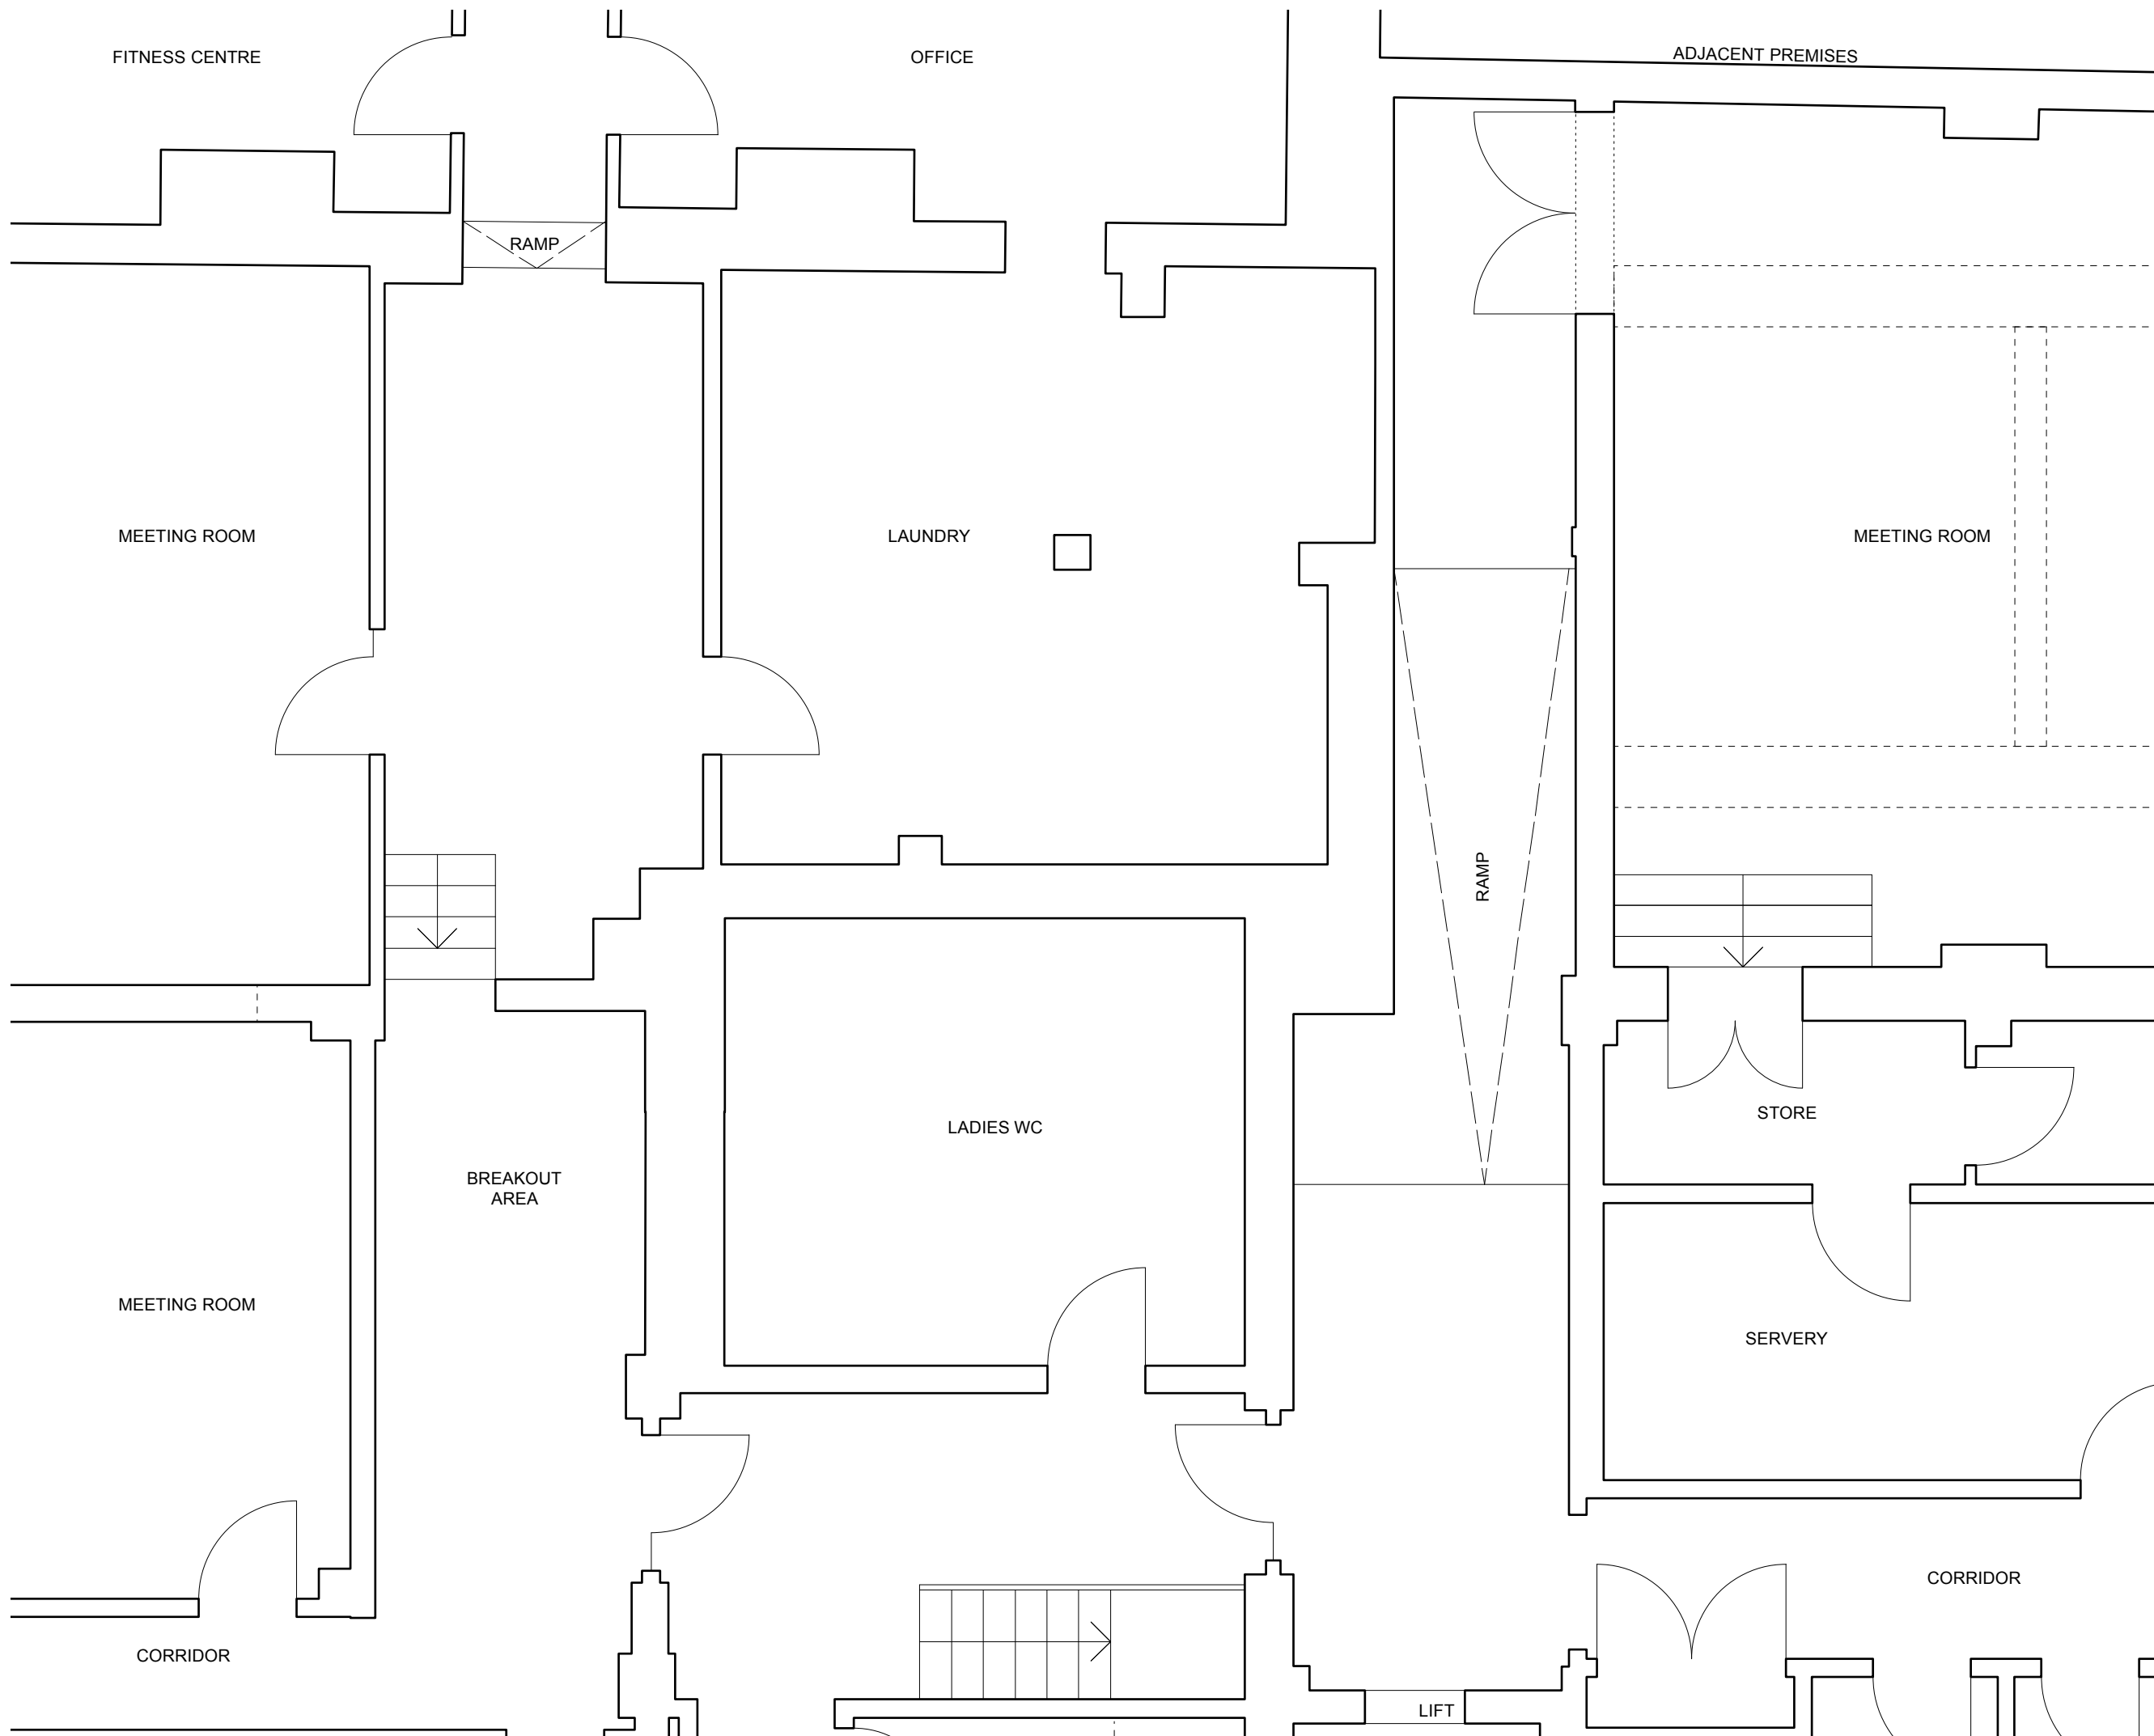 FITNESS CENTRE
OFFICE
ADJACENT PREMISES
RAMP
MEETING ROOM
LAUNDRY
MEETING ROOM
RAMP
STORE
LADIES WC
BREAKOUT
AREA
MEETING ROOM
SERVERY
CORRIDOR
CORRIDOR
LIFT